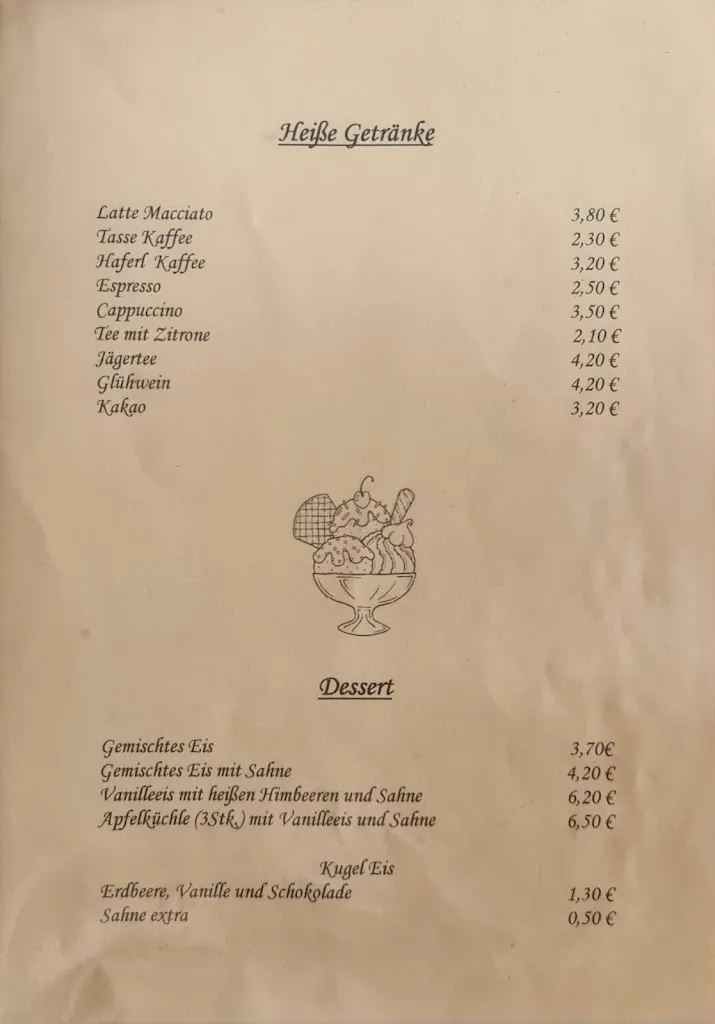 Heiße Getränke
Latte Macciato 3,80 €
Tasse Kaffee 2,30 €
Haferl Kaffee 3,20 €
Espresso 2,50 €
Cappuccino 3,50 €
Tee mit Zitrone 2,10 €
Jägertee 4,20 €
Glühwein 4,20 €
Kakao 3,20 €
Dessert
Gemischtes Eis 3,70€
Gemischtes Eis mit Sahne 4,20 €
Vanilleeis mit heißen Himbeeren und Sahne 6,20 €
Apfelküchle (3Stk.) mit Vanilleeis und Sahne 6,50 €
Kugel Eis
Erdbeere, Vanille und Schokolade 1,30 €
Sahne extra 0,50 €